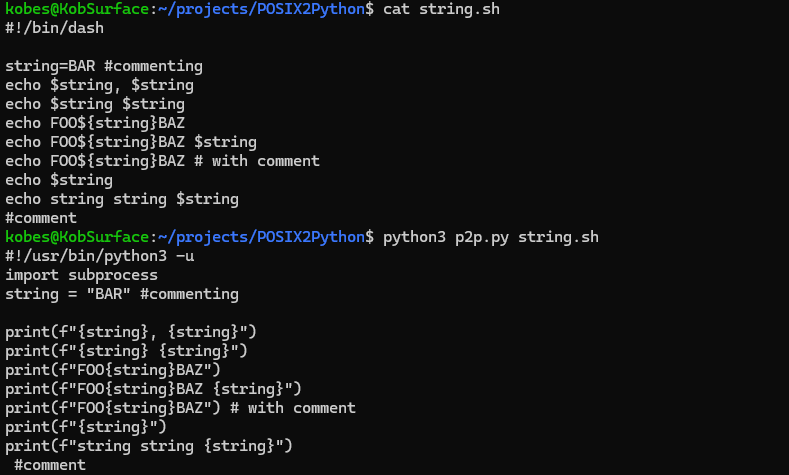 kobes@KobSurface:~/projects/POSIX2Python$ cat string.sh
#!/bin/dash

string=BAR #commenting
echo $string, $string
echo $string $string
echo FOO${string}BAZ
echo FOO${string}BAZ $string
echo FOO${string}BAZ # with comment
echo $string
echo string string $string
#comment
kobes@KobSurface:~/projects/POSIX2Python$ python3 p2p.py string.sh
#!/usr/bin/python3 -u
import subprocess
string = "BAR" #commenting

print(f"{string}, {string}")
print(f"{string} {string}")
print(f"FOO{string}BAZ")
print(f"FOO{string}BAZ {string}")
print(f"FOO{string}BAZ") # with comment
print(f"{string}")
print(f"string string {string}")
 #comment